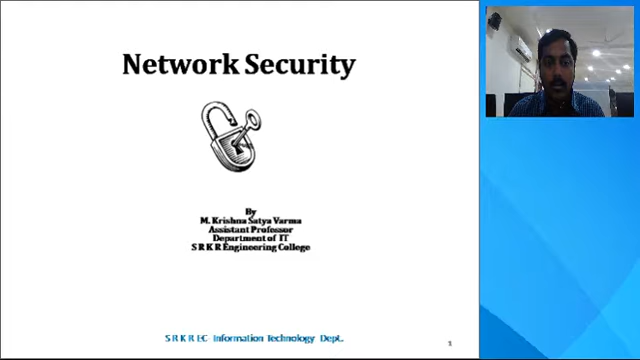 Network Security
By
M. Krishna Satya Varma
Assistant Professor
Department of IT
S R K R Engineering College
S R K R EC Information Technology Dept.
1